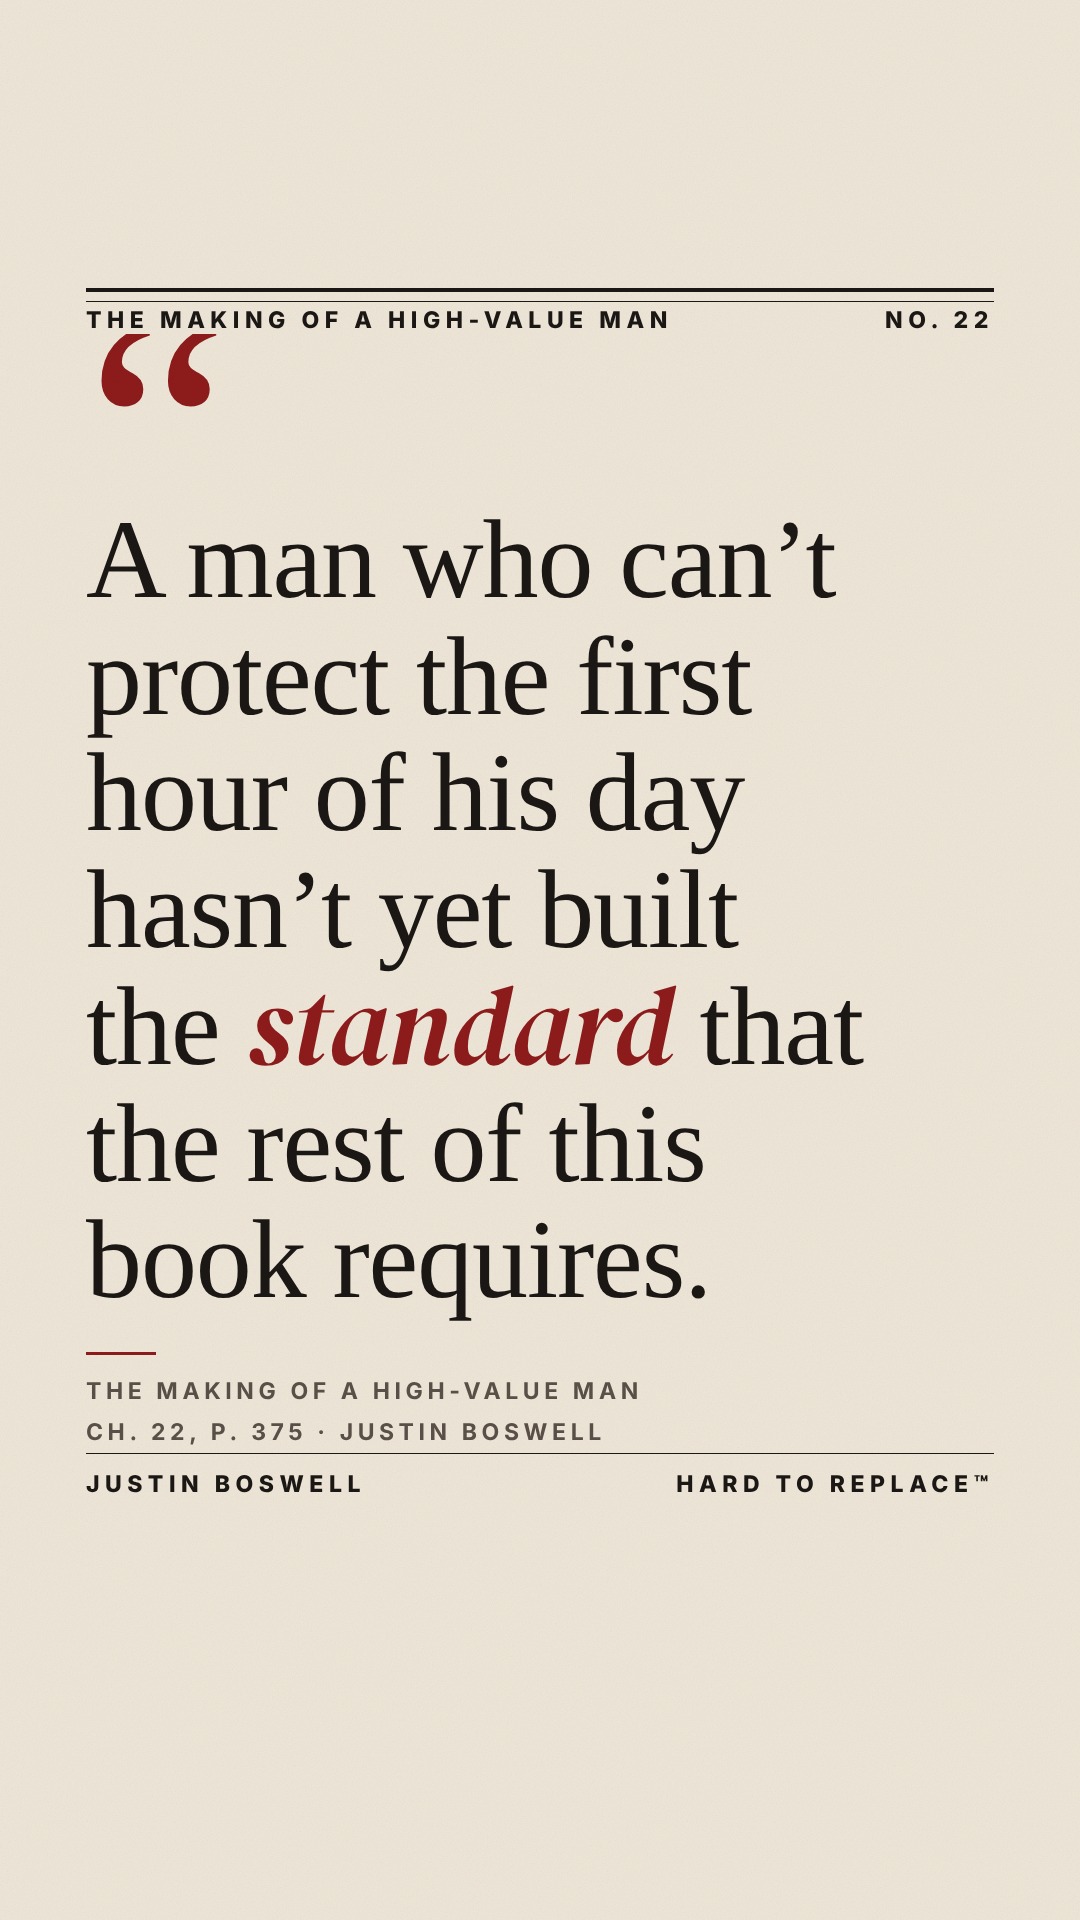 THE MAKING OF A HIGH-VALUE MAN NO. 22
“
A man who can’t
protect the first
hour of his day
hasn’t yet built
the standard that
the rest of this
book requires.
THE MAKING OF A HIGH-VALUE MAN
CH. 22, P. 375 · JUSTIN BOSWELL
JUSTIN BOSWELL HARD TO REPLACE™